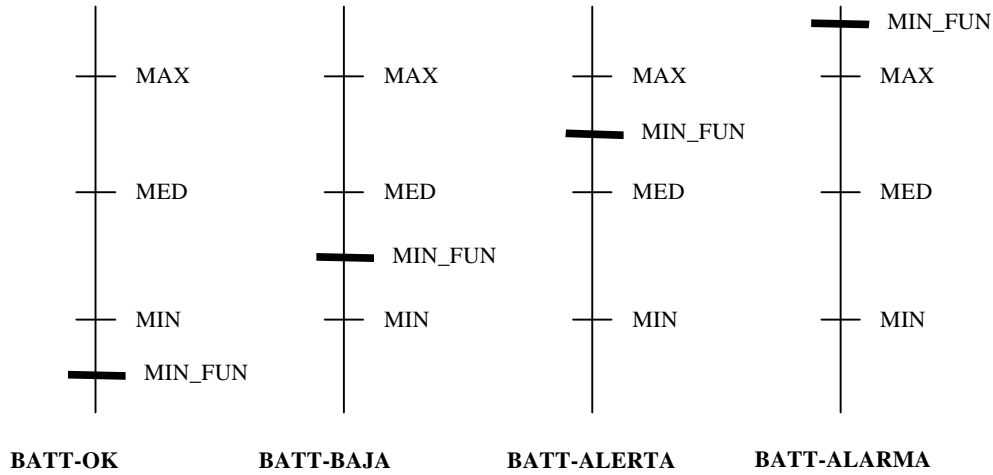 MIN_FUN
MAX MAX MAX MAX
MIN_FUN
MED MED MED MED
MIN_FUN
MIN MIN MIN MIN
MIN_FUN
BATT-OK BATT-BAJA BATT-ALERTA BATT-ALARMA